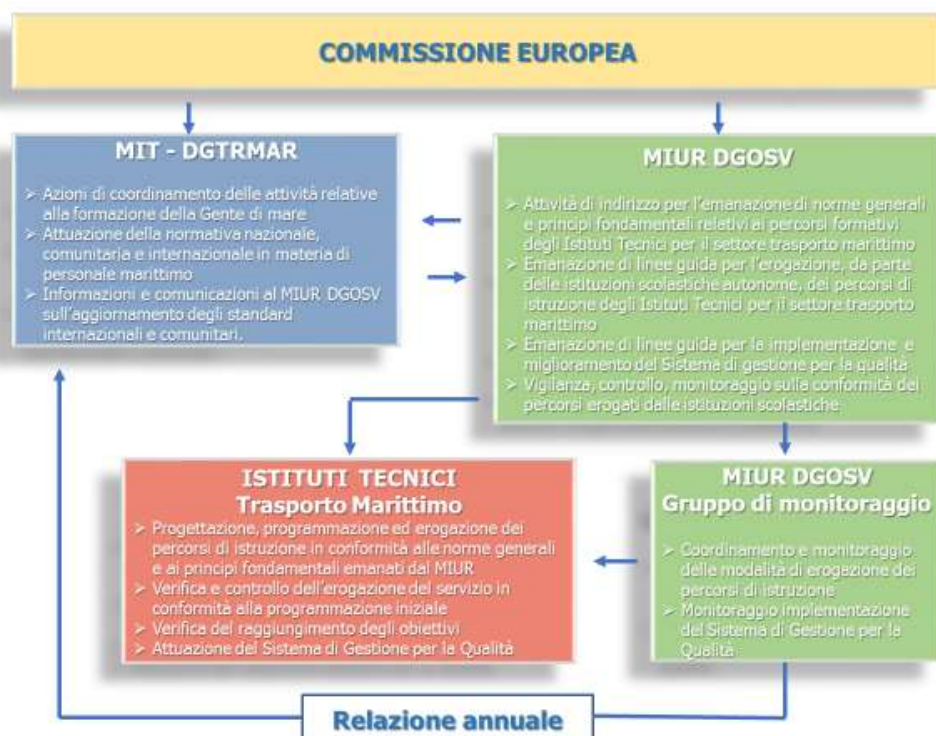 COMMISSIONE EUROPEA
MIT - DGTRMAR
➢ Azioni di coordinamento delle attività relative
alla formazione della Gente di mare
➢ Attuazione della normativa nazionale,
comunitaria e internazionale in materia di
personale marittimo
➢ Informazioni e comunicazioni al MIUR DGOSV
sull'aggiornamento degli standard
internazionali e comunitari.
MIUR DGOSV
➢ Attività di indirizzo per l'emanazione di norme generali
e principi fondamentali relativi ai percorsi formativi
degli Istituti Tecnici per il settore trasporto marittimo
➢ Emanazione di linee guida per l'erogazione, da parte
delle istituzioni scolastiche autonome, dei percorsi di
istruzione degli Istituti Tecnici per il settore trasporto
marittimo
➢ Emanazione di linee guida per la implementazione e
miglioramento del Sistema di gestione per la qualità
➢ Vigilanza, controllo, monitoraggio sulla conformità dei
percorsi erogati dalle istituzioni scolastiche
ISTITUTI TECNICI
Trasporto Marittimo
➢ Progettazione, programmazione ed erogazione dei
percorsi di istruzione in conformità alle norme generali
e ai principi fondamentali emanati dal MIUR
➢ Verifica e controllo dell'erogazione del servizio in
conformità alla programmazione iniziale
➢ Verifica del raggiungimento degli obiettivi
➢ Attuazione del Sistema di Gestione per la Qualità
MIUR DGOSV
Gruppo di monitoraggio
➢ Coordinamento e monitoraggio
delle modalità di erogazione dei
percorsi di istruzione
➢ Monitoraggio implementazione
del Sistema di Gestione per la
Qualità
Relazione annuale